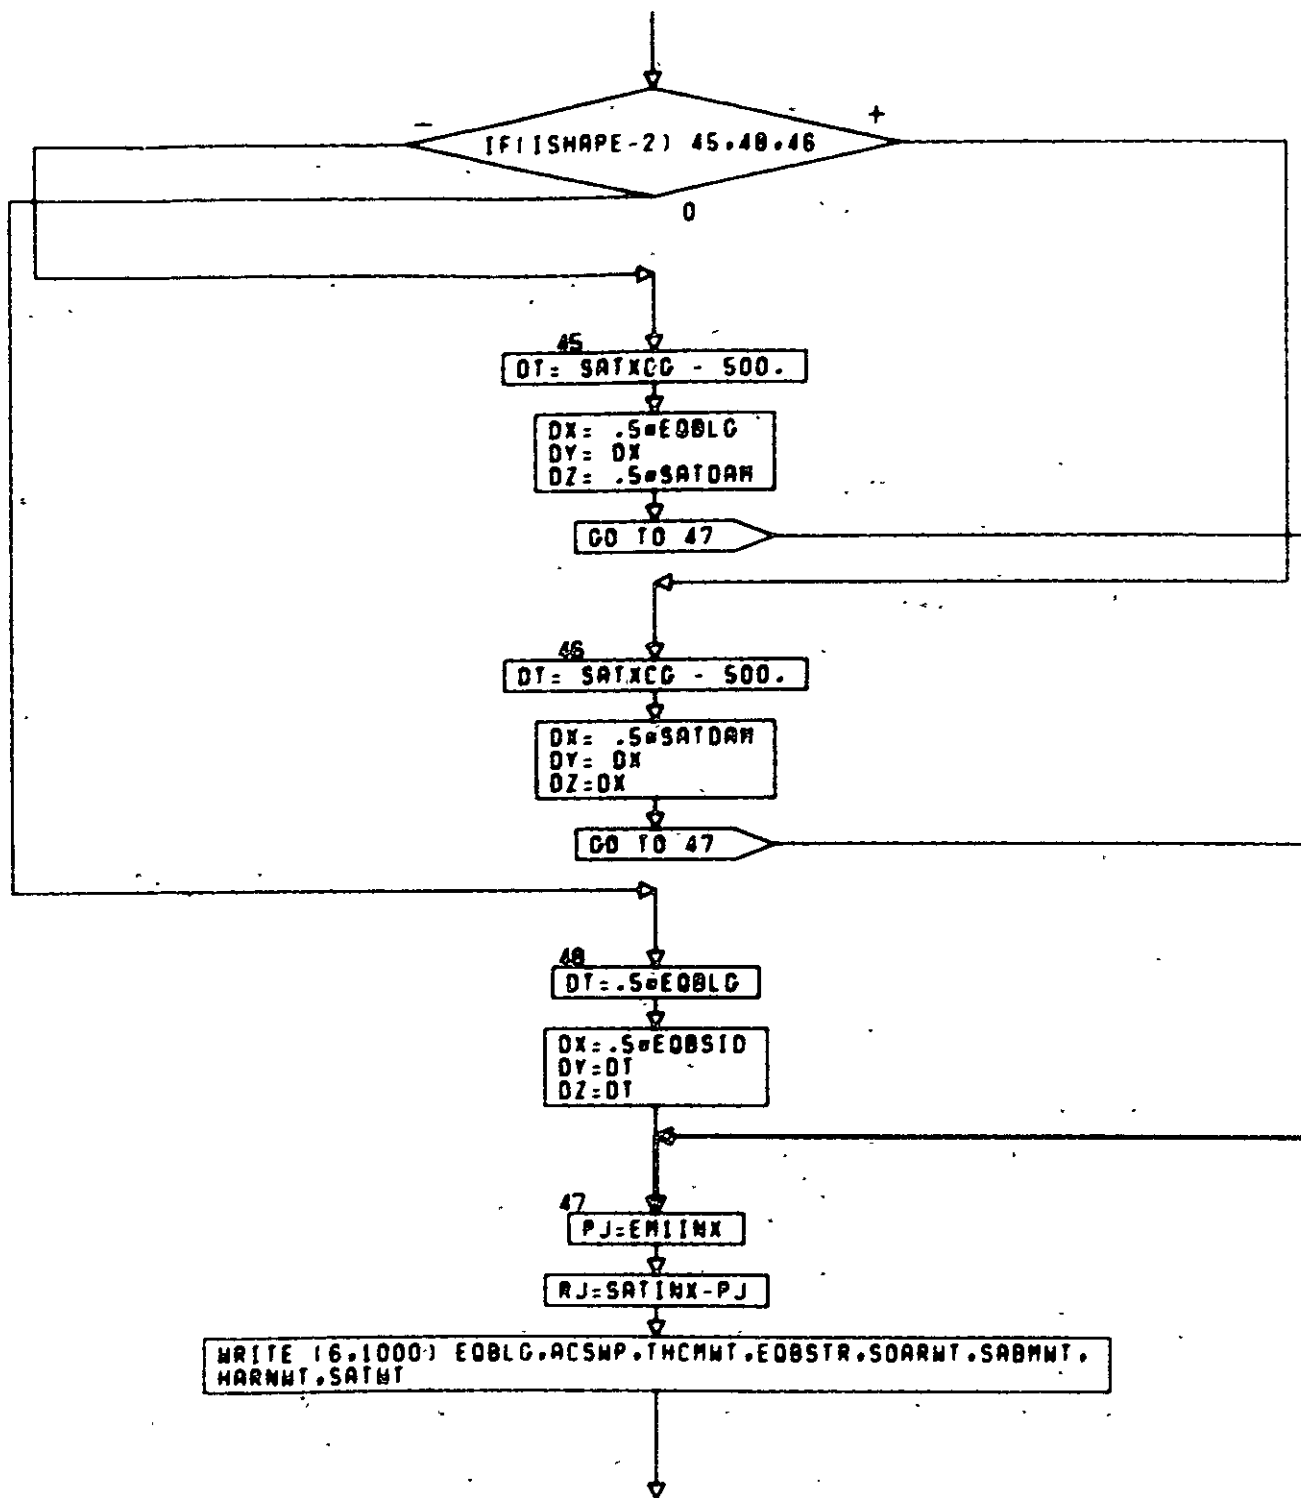 - +
IF(ISHAPE-2) 45,48,46
0
45
DT= SATXCG - 500.
DX= .5*EQBLG
DY= DX
DZ= .5*SATDAM
GO TO 47
46
DT= SATXCG - 500.
DX= .5*SATDAM
DY= DX
DZ=DX
GO TO 47
48
DT=.5*EQBLG
DX=.5*EQBSID
DY=DT
DZ=DT
47
PJ=EMIINX
RJ=SATINX-PJ
WRITE (6,1000) EQBLG,ACSWP,THCMWT,EQBSTR,SOARWT,SABMWT,
HARNWT,SATWT